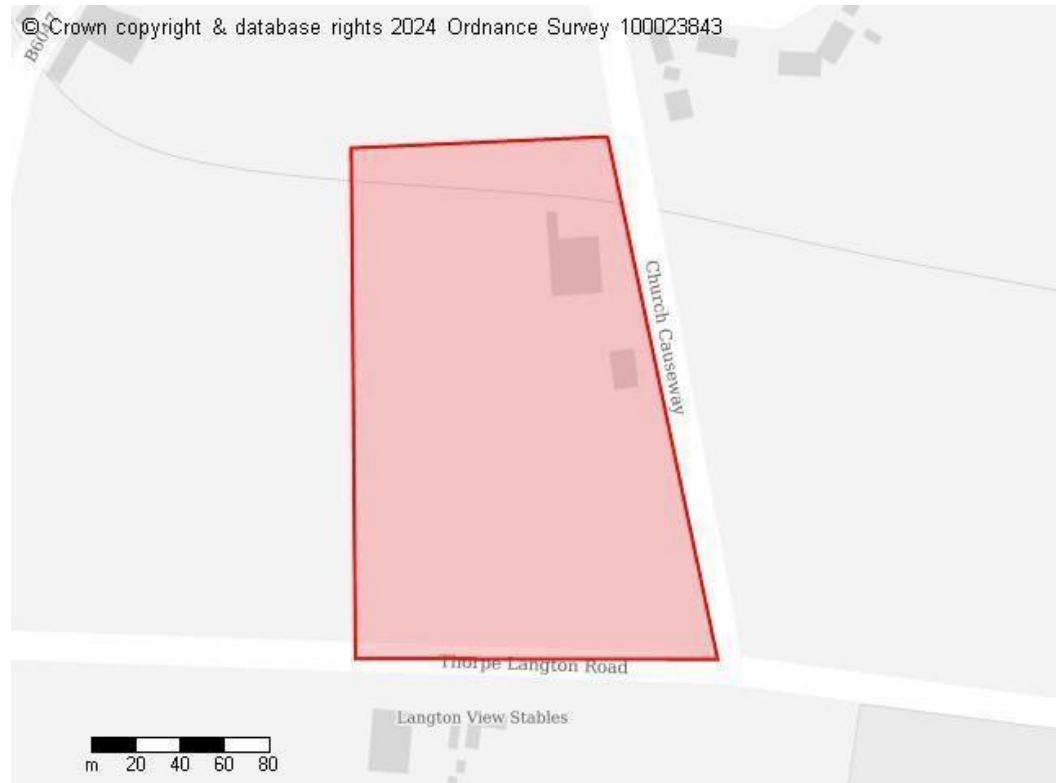 © Crown copyright & database rights 2024 Ordnance Survey 100023843
B6047
Church Causeway
Thorpe Langton Road
Langton View Stables
m 20 40 60 80